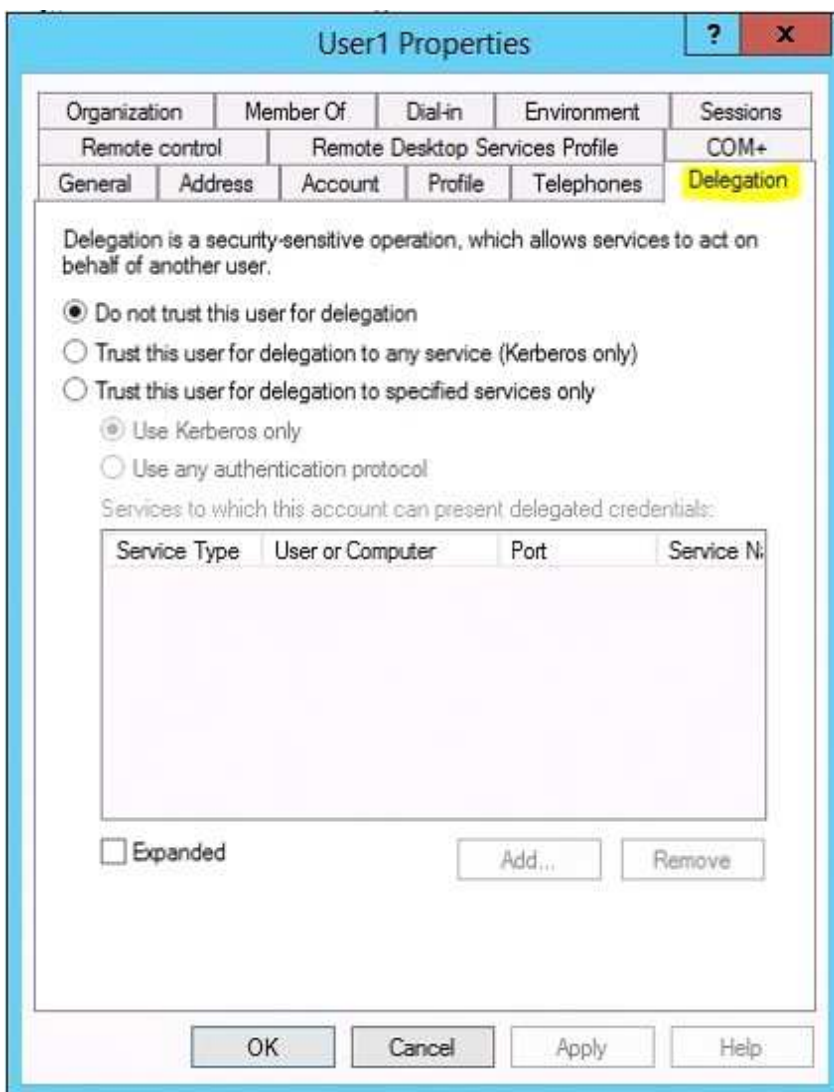 User1 Properties
?
x
Organization Member Of Dial-in Environment Sessions
Remote control Remote Desktop Services Profile COM+
General Address Account Profile Telephones Delegation
Delegation is a security-sensitive operation, which allows services to act on
behalf of another user.
Do not trust this user for delegation
Trust this user for delegation to any service (Kerberos only)
Trust this user for delegation to specified services only
Use Kerberos only
Use any authentication protocol
Services to which this account can present delegated credentials:
Service Type User or Computer Port Service Na
Expanded
Add...
Remove
OK Cancel Apply Help